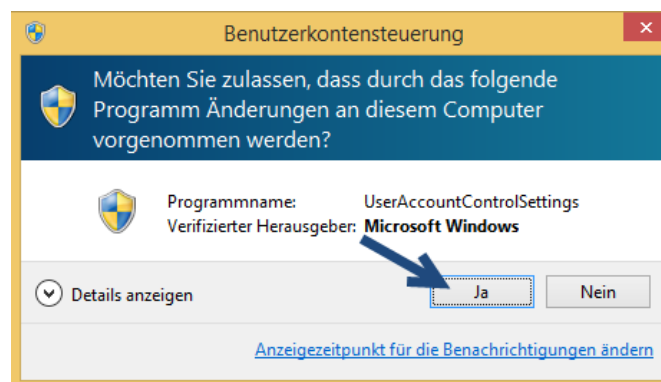 Benutzerkontensteuerung
Möchten Sie zulassen, dass durch das folgende
Programm Änderungen an diesem Computer
vorgenommen werden?
Programmname: UserAccountControlSettings
Verifizierter Herausgeber: Microsoft Windows
Details anzeigen Ja Nein
Anzeigezeitpunkt für die Benachrichtigungen ändern